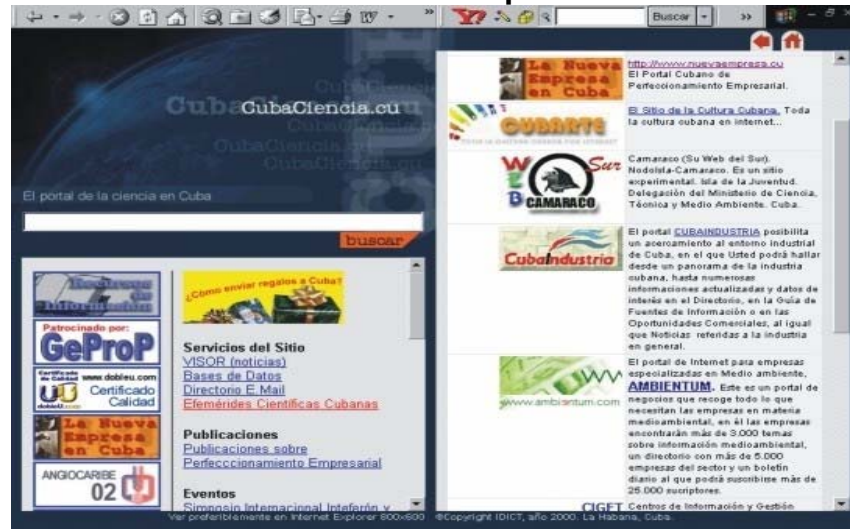 Buscar
CubaCiencia.cu
El portal de la ciencia en Cuba
buscar
Recursos
de
Información
Patrocinado por:
GeProP
Certificado
de Calidad
www.dobleu.com
Certificado
Calidad
La Nueva
Empresa
en Cuba
ANGIOCARIBE
02
¿Cómo enviar regalos a Cuba?
Servicios del Sitio
VISOR (noticias)
Bases de Datos
Directorio E.Mail
Efemérides Científicas Cubanas
Publicaciones
Publicaciones sobre
Perfecccionamiento Empresarial
Eventos
Simposio Internacional Inteferón y
La Nueva
Empresa
en Cuba
http://www.nuevaempresa.cu
El Portal Cubano de
Perfeccionamiento Empresarial.
CUBARTE
El Sitio de la Cultura Cubana. Toda
la cultura cubana en internet...
WEB
Sur
CAMARACO
Camaraco (Su Web del Sur).
NodoIsla-Camaraco. Es un sitio
experimental. Isla de la Juventud.
Delegación del Ministerio de Ciencia,
Técnica y Medio Ambiente. Cuba.
CubaIndustria
El portal CUBAINDUSTRIA posibilita
un acercamiento al entorno industrial
de Cuba, en el que Usted podrá hallar
desde un panorama de la industria
cubana, hasta numerosas
informaciones actualizadas y datos de
interés en el Directorio, en la Guía de
Fuentes de Información o en las
Oportunidades Comerciales, al igual
que Noticias referidas a la industria
en general.
www.ambientum.com
El portal de Internet para empresas
especializadas en Medio ambiente,
AMBIENTUM. Este es un portal de
negocios que recoge todo lo que
necesitan las empresas en materia
medioambiental, en él las empresas
encontrarán más de 3.000 temas
sobre información medioambiental,
un directorio con más de 5.000
empresas del sector y un boletín
diario al que podrá suscribirse más de
25.000 sucriptores.
CIGET Centros de Información y Gestión
Ver preferiblemente en Internet Explorer 800x600 ©Copyright IDICT, año 2000. La Habana, Cuba.